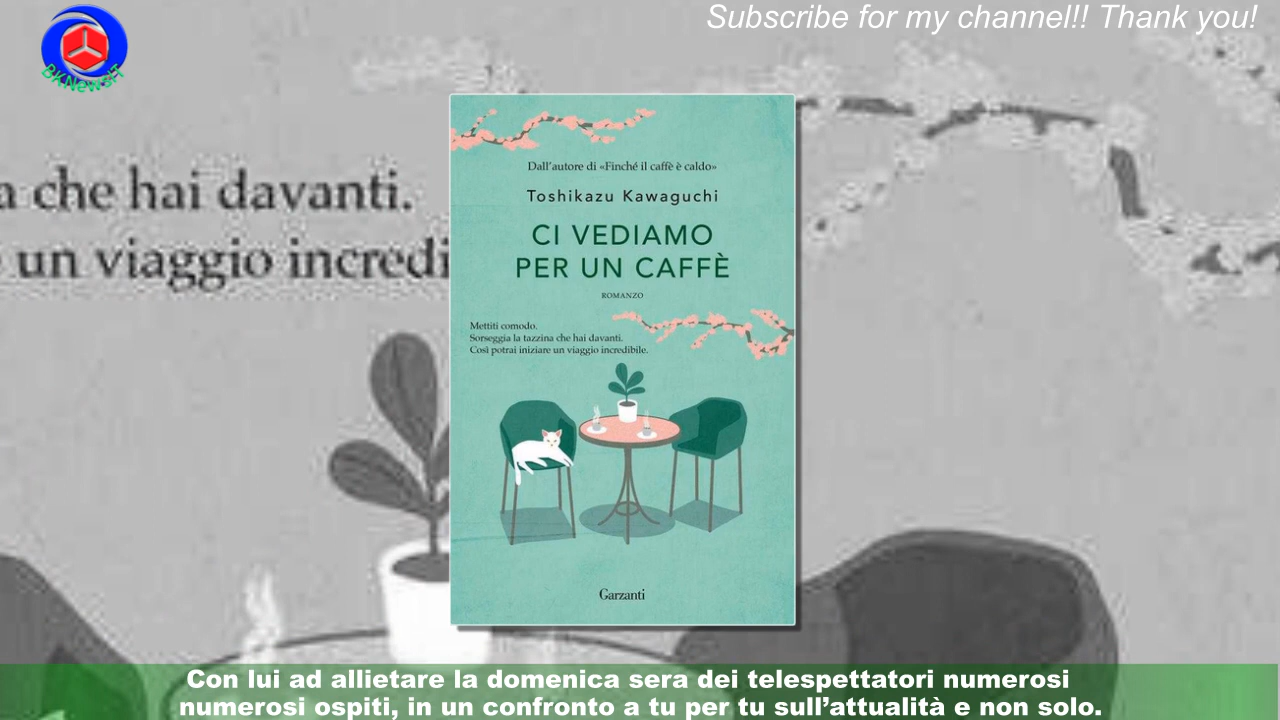 Subscribe for my channel!! Thank you!
BKNewsIT
a che hai davanti.
un viaggio incredi
Dall'autore di «Finché il caffè è caldo»
Toshikazu Kawaguchi
CI VEDIAMO
PER UN CAFFÈ
ROMANZO
Mettiti comodo.
Sorseggia la tazzina che hai davanti.
Così potrai iniziare un viaggio incredibile.
Garzanti
Con lui ad allietare la domenica sera dei telespettatori numerosi
numerosi ospiti, in un confronto a tu per tu sull'attualità e non solo.